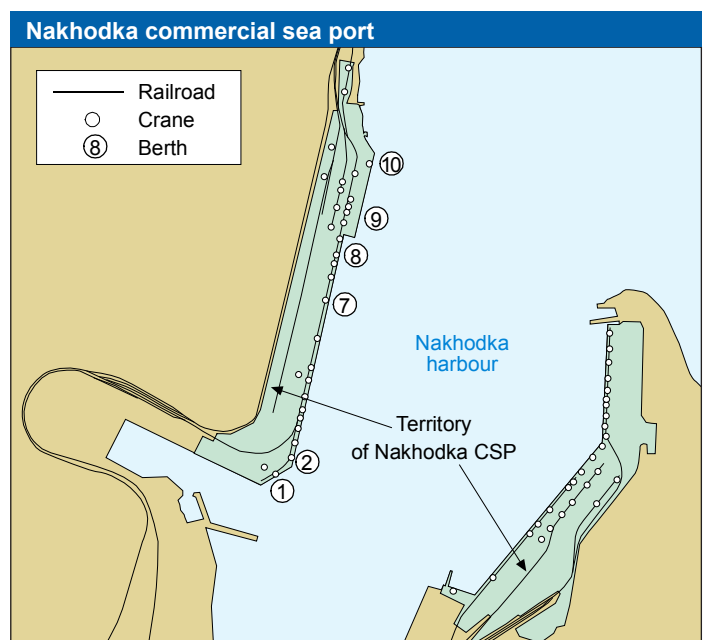 Nakhodka commercial sea port
Railroad
Crane
8 Berth
10
9
8
7
Nakhodka
harbour
Territory
of Nakhodka CSP
2
1